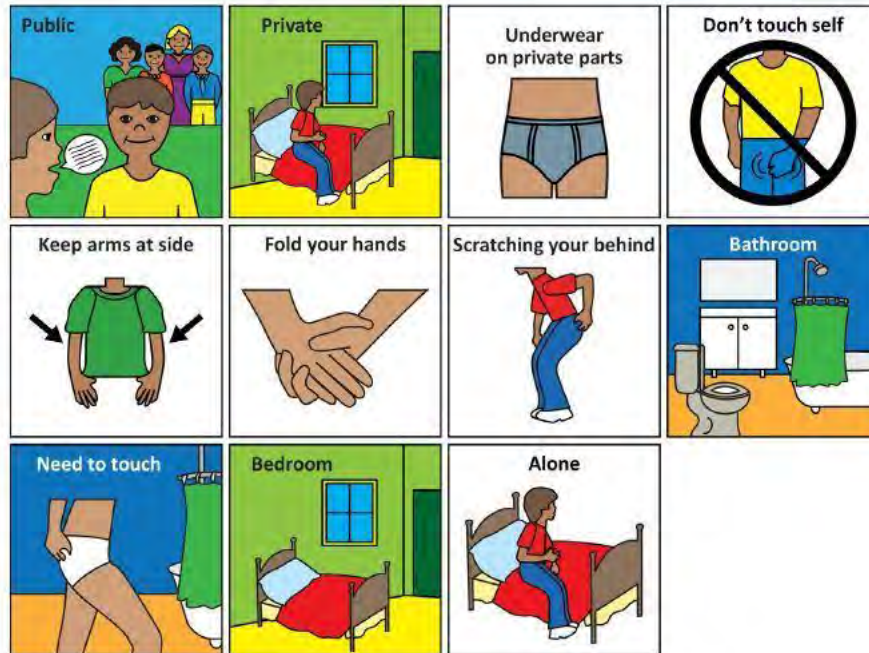 Public
Private
Underwear
on private parts
Don't touch self
Keep arms at side
Fold your hands
Scratching your behind
Bathroom
Need to touch
Bedroom
Alone